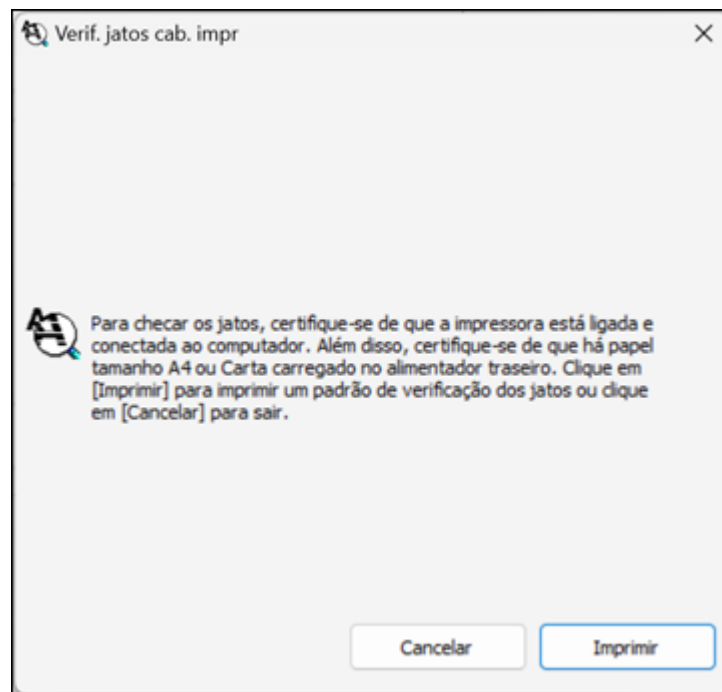 Verif. jatos cab. impr
Para checar os jatos, certifique-se de que a impressora está ligada e
conectada ao computador. Além disso, certifique-se de que há papel
tamanho A4 ou Carta carregado no alimentador traseiro. Clique em
[Imprimir] para imprimir um padrão de verificação dos jatos ou clique
em [Cancelar] para sair.
Cancelar
Imprimir